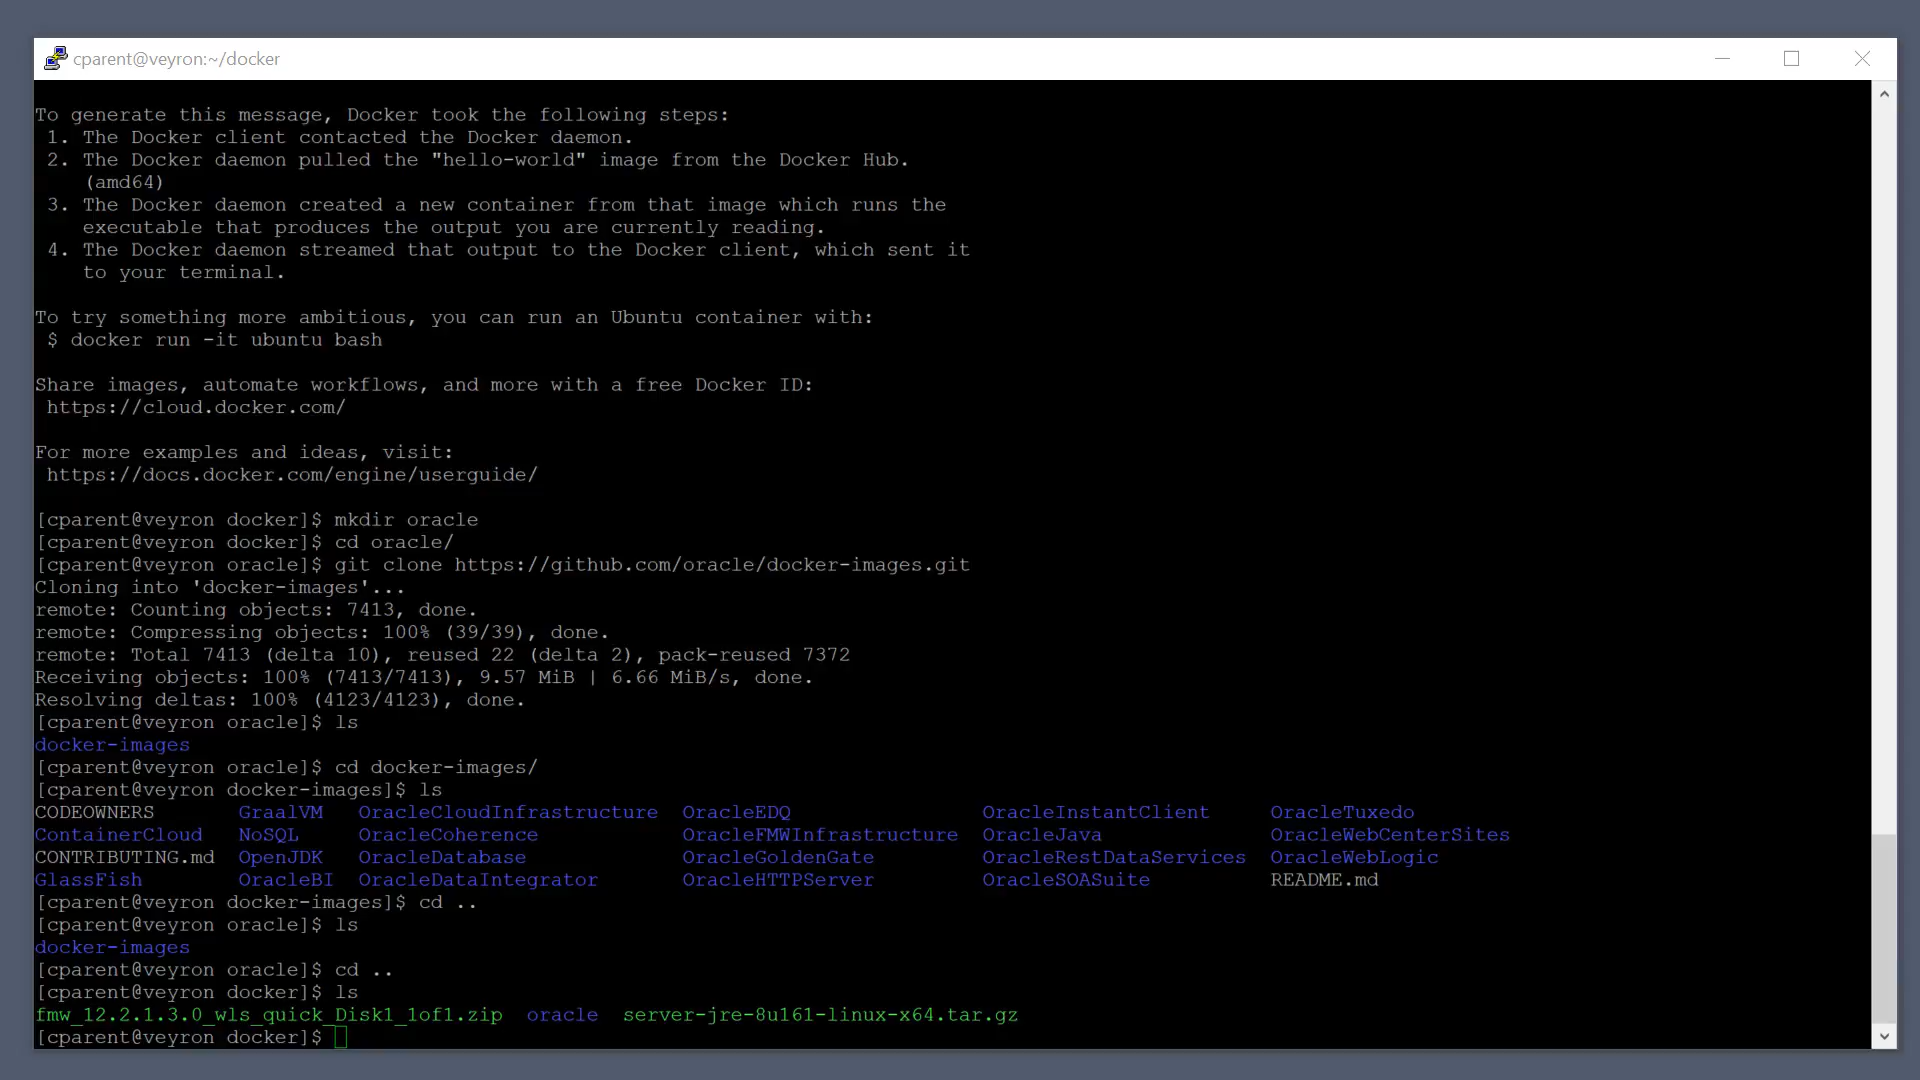 cparent@veyron:~/docker
To generate this message, Docker took the following steps:
1. The Docker client contacted the Docker daemon.
2. The Docker daemon pulled the "hello-world" image from the Docker Hub.
(amd64)
3. The Docker daemon created a new container from that image which runs the
executable that produces the output you are currently reading.
4. The Docker daemon streamed that output to the Docker client, which sent it
to your terminal.
To try something more ambitious, you can run an Ubuntu container with:
$ docker run -it ubuntu bash
Share images, automate workflows, and more with a free Docker ID:
https://cloud.docker.com/
For more examples and ideas, visit:
https://docs.docker.com/engine/userguide/
[cparent@veyron docker]$ mkdir oracle
[cparent@veyron docker]$ cd oracle/
[cparent@veyron oracle]$ git clone https://github.com/oracle/docker-images.git
Cloning into 'docker-images'...
remote: Counting objects: 7413, done.
remote: Compressing objects: 100% (39/39), done.
remote: Total 7413 (delta 10), reused 22 (delta 2), pack-reused 7372
Receiving objects: 100% (7413/7413), 9.57 MiB | 6.66 MiB/s, done.
Resolving deltas: 100% (4123/4123), done.
[cparent@veyron oracle]$ ls
docker-images
[cparent@veyron oracle]$ cd docker-images/
[cparent@veyron docker-images]$ ls
CODEOWNERS GraalVM OracleCloudInfrastructure OracleEDQ OracleInstantClient OracleTuxedo
ContainerCloud NoSQL OracleCoherence OracleFMWInfrastructure OracleJava OracleWebCenterSites
CONTRIBUTING.md OpenJDK OracleDatabase OracleGoldenGate OracleRestDataServices OracleWebLogic
GlassFish OracleBI OracleDataIntegrator OracleHTTPServer OracleSOASuite README.md
[cparent@veyron docker-images]$ cd ..
[cparent@veyron oracle]$ ls
docker-images
[cparent@veyron oracle]$ cd ..
[cparent@veyron docker]$ ls
fmw_12.2.1.3.0_wls_quick_Disk1_1of1.zip oracle server-jre-8u161-linux-x64.tar.gz
[cparent@veyron docker]$